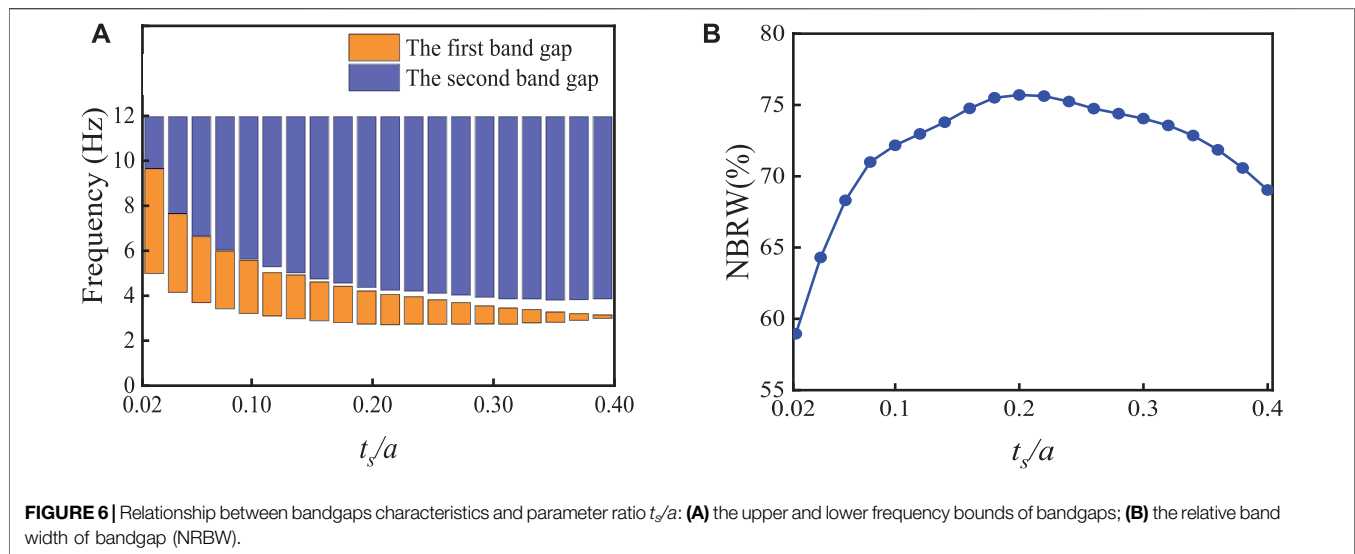 A
The first band gap
The second band gap
Frequency (Hz)
12
10
8
6
4
2
0
0.02 0.10 0.20 0.30 0.40
ts/a
B
NBRW(%)
80
75
70
65
60
55
0.02 0.1 0.2 0.3 0.4
ts/a
FIGURE 6 | Relationship between bandgaps characteristics and parameter ratio ts/a: (A) the upper and lower frequency bounds of bandgaps; (B) the relative band
width of bandgap (NRBW).